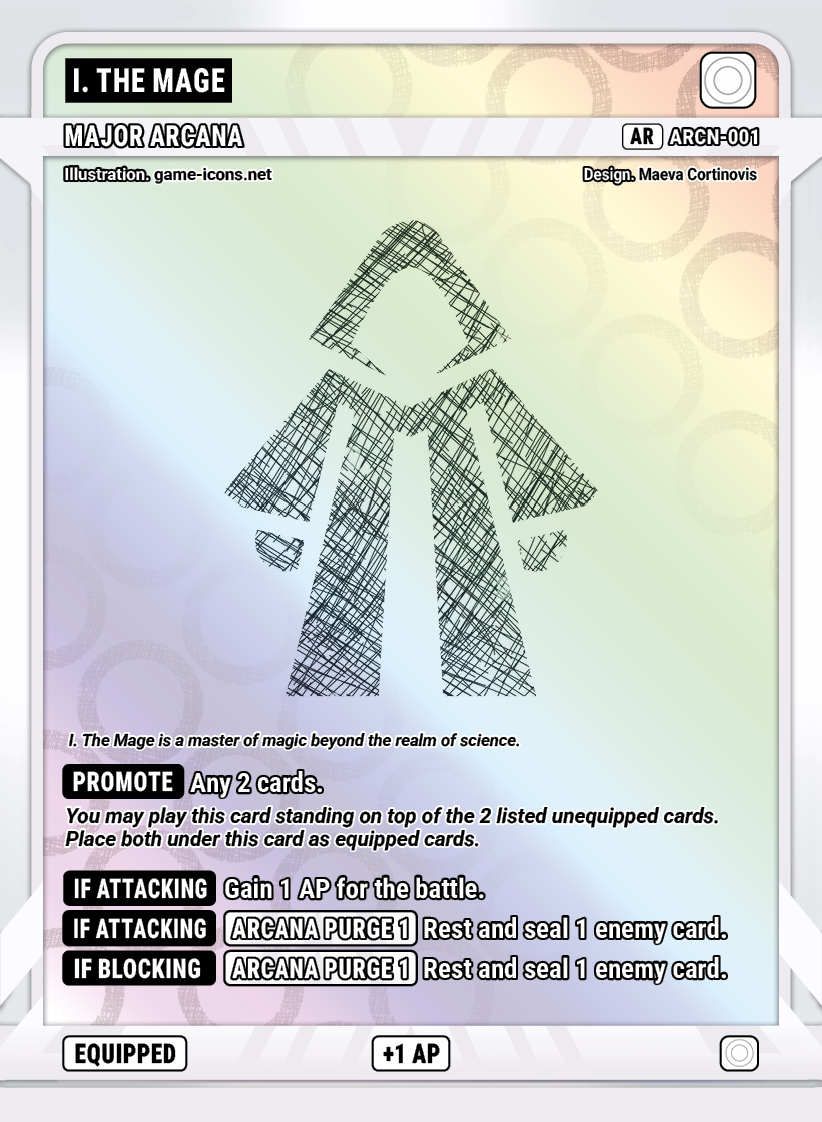 I. THE MAGE
MAJOR ARCANA
AR ARCN-001
Illustration. game-icons.net
Design. Maeva Cortinovis
I. The Mage is a master of magic beyond the realm of science.
PROMOTE Any 2 cards.
You may play this card standing on top of the 2 listed unequipped cards.
Place both under this card as equipped cards.
IF ATTACKING Gain 1 AP for the battle.
IF ATTACKING ARCANA PURGE 1 Rest and seal 1 enemy card.
IF BLOCKING ARCANA PURGE 1 Rest and seal 1 enemy card.
EQUIPPED
+1 AP